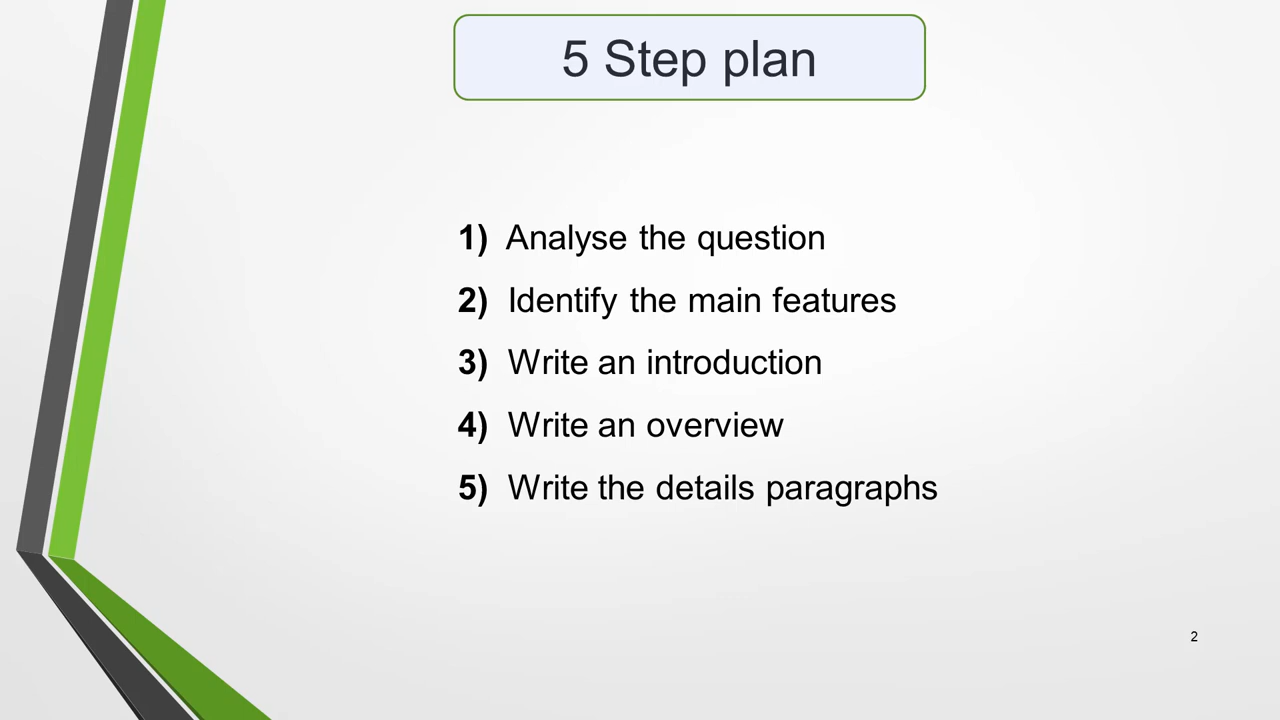 5 Step plan
1) Analyse the question
2) Identify the main features
3) Write an introduction
4) Write an overview
5) Write the details paragraphs
2